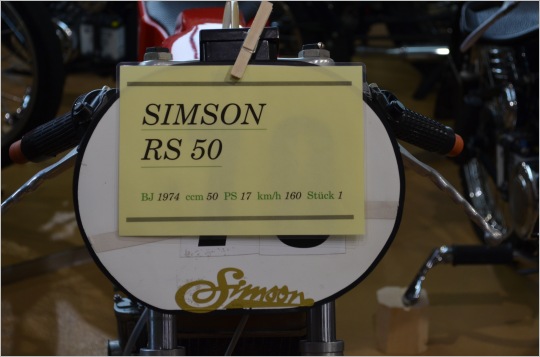 SIMSON
RS 50
BJ 1974 ccm 50 PS 17 km/h 160 Stück 1
Simson